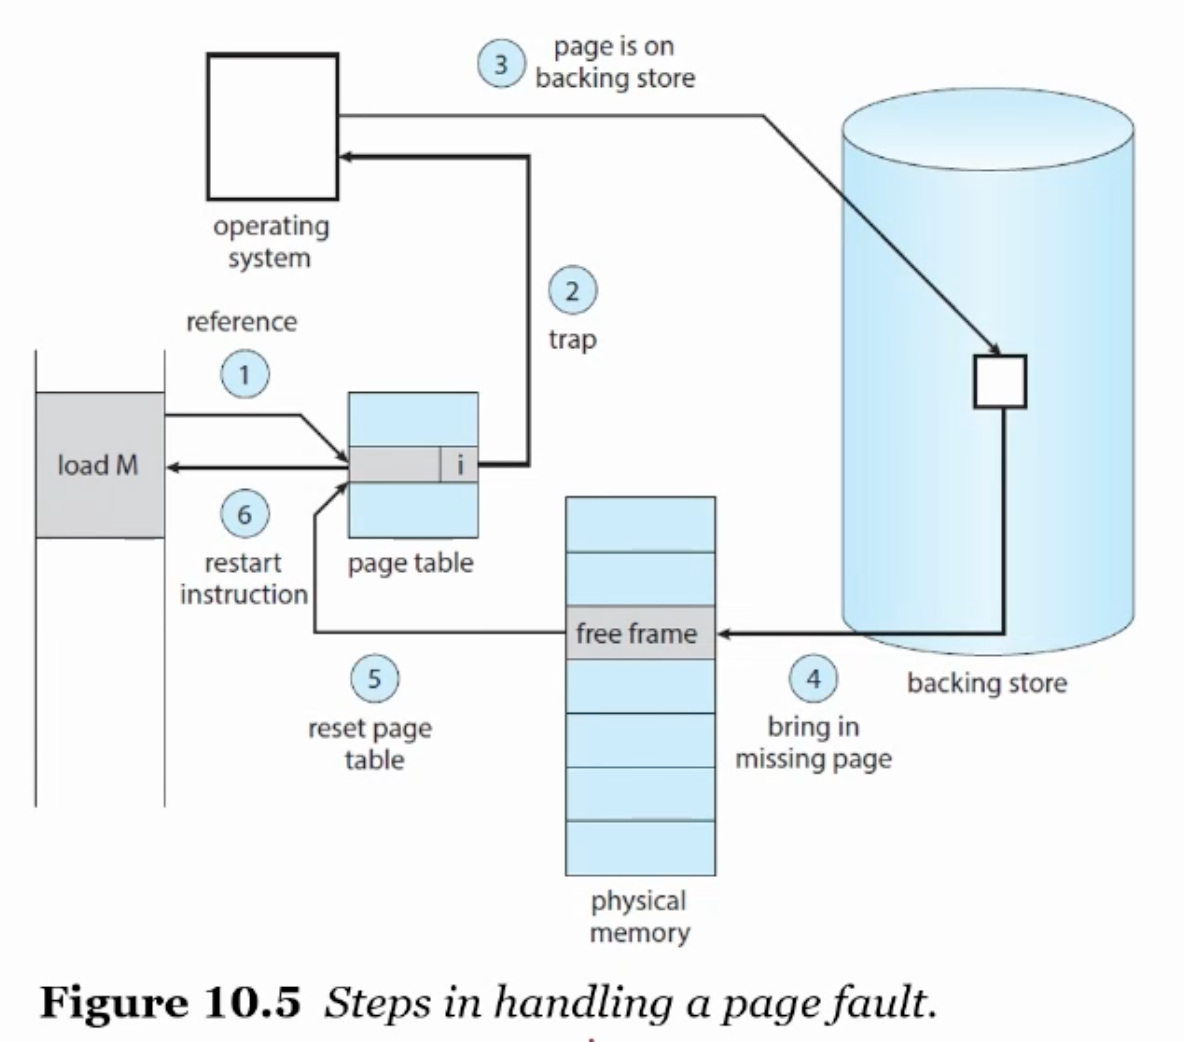 3
page is on
backing store
operating
system
2
trap
reference
1
load M
i
6
restart
instruction
page table
free frame
5
reset page
table
4
bring in
missing page
backing store
physical
memory
Figure 10.5 Steps in handling a page fault.